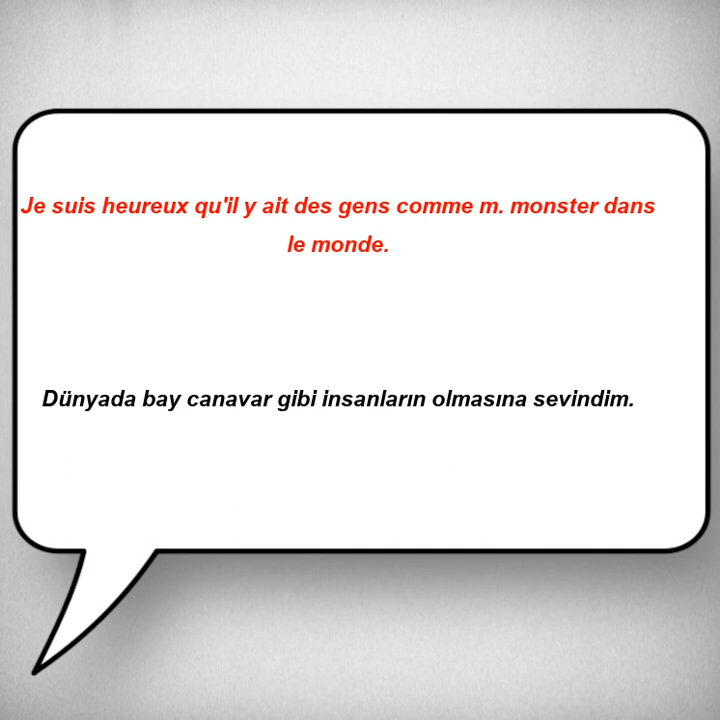 Je suis heureux qu'il y ait des gens comme m. monster dans
le monde.
Dünyada bay canavar gibi insanların olmasına sevindim.